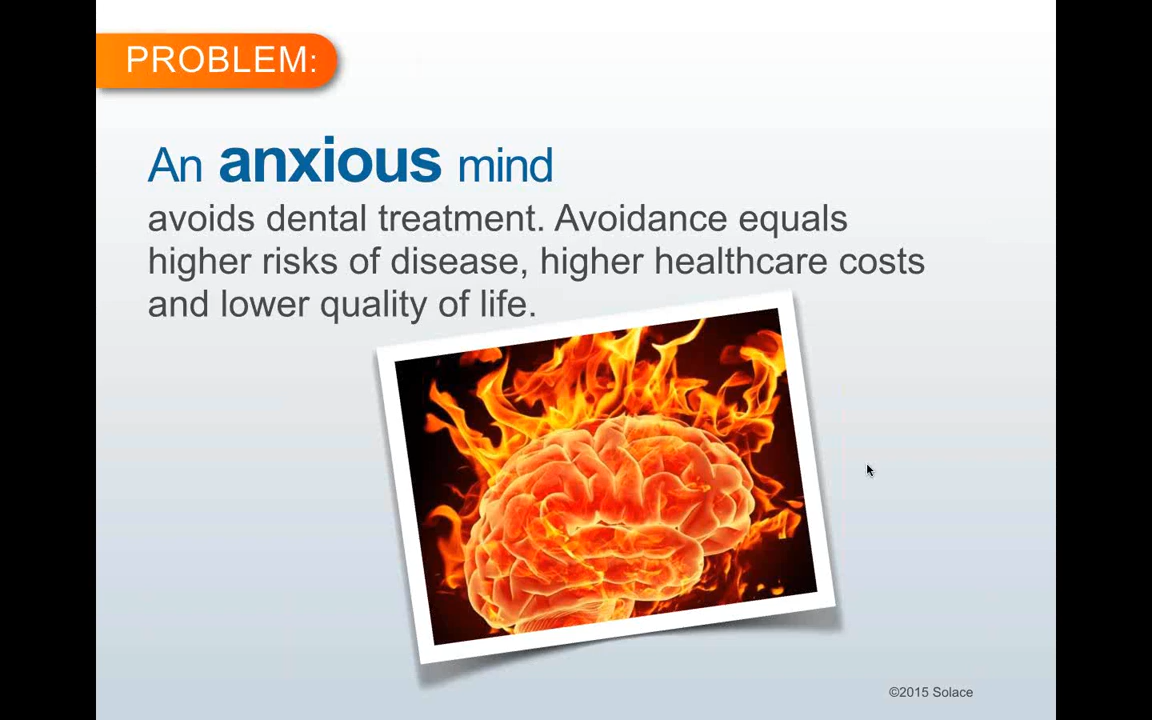 PROBLEM:
An anxious mind
avoids dental treatment. Avoidance equals
higher risks of disease, higher healthcare costs
and lower quality of life.
©2015 Solace